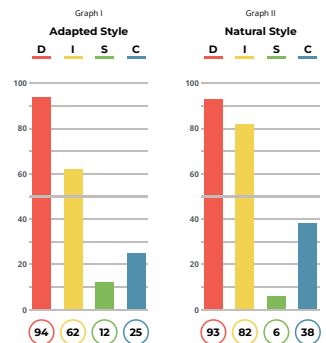 Graph I
Adapted Style
D I S C
100
80
60
40
20
0
94 62 12 25
Graph II
Natural Style
D I S C
100
80
60
40
20
0
93 82 6 38